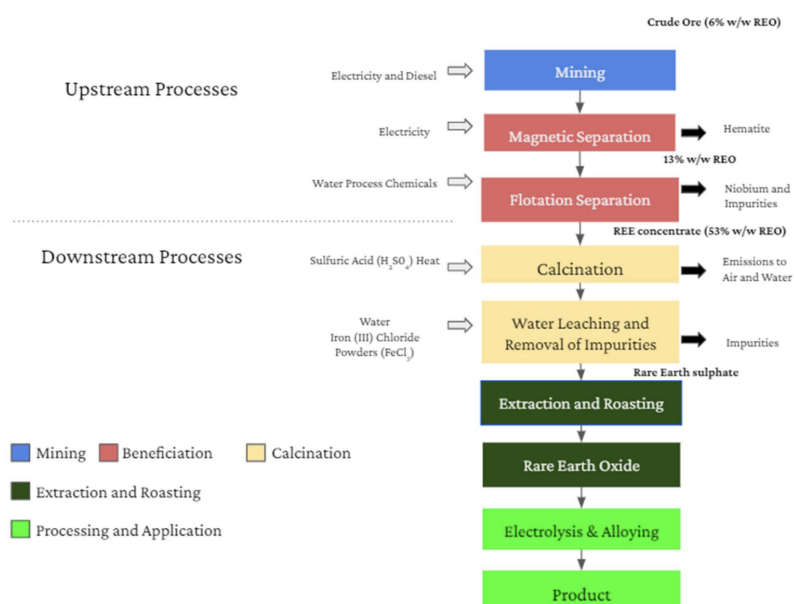 Crude Ore (6% w/w REO)
Upstream Processes
Electricity and Diesel
Mining
Electricity
Magnetic Separation
Hematite
13% w/w REO
Water Process Chemicals
Flotation Separation
Niobium and
Impurities
REE concentrate (53% w/w REO)
Downstream Processes
Sulfuric Acid (H₂SO₄) Heat
Calcination
Emissions to
Air and Water
Water
Iron (III) Chloride
Powders (FeCl₃)
Water Leaching and
Removal of Impurities
Impurities
Rare Earth sulphate
Extraction and Roasting
Rare Earth Oxide
Electrolysis & Alloying
Product
Mining
Beneficiation
Calcination
Extraction and Roasting
Processing and Application